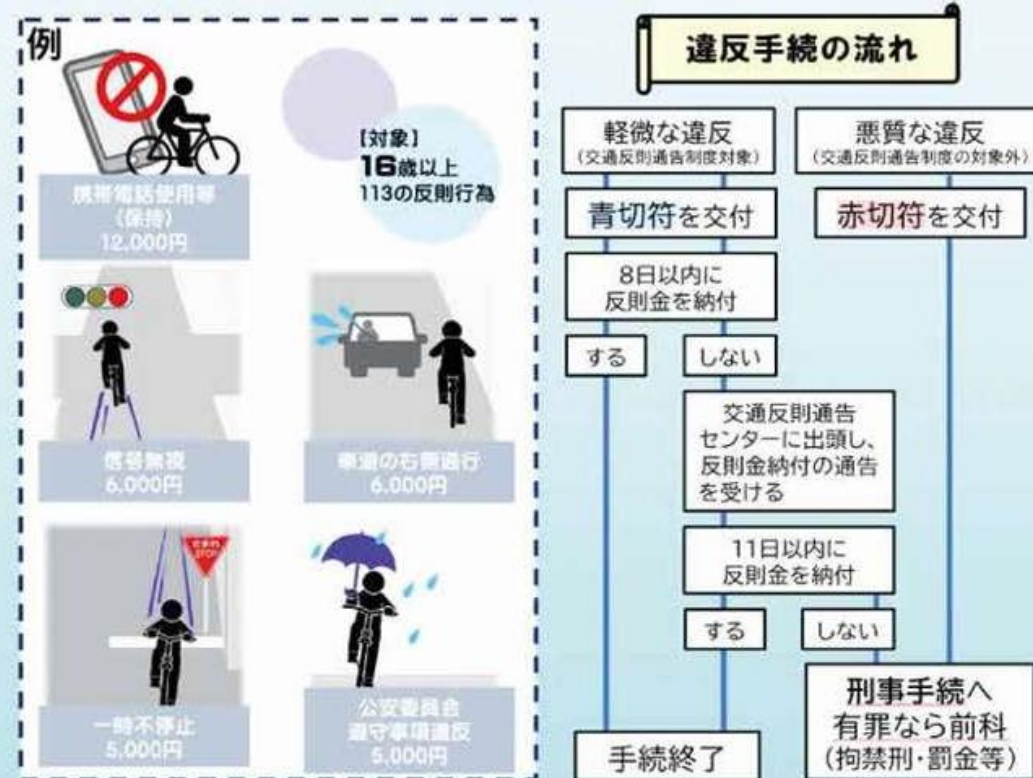 例
携帯電話使用等
(保持)
12,000円
【対象】
16歳以上
113の反則行為
信号無視
6,000円
車道の右側通行
6,000円
一時不停止
5,000円
公安委員会
遵守事項違反
5,000円
違反手続の流れ
軽微な違反
(交通反則通告制度対象)
悪質な違反
(交通反則通告制度の対象外)
青切符を交付
赤切符を交付
8日以内に
反則金を納付
する
しない
交通反則通告
センターに出頭し、
反則金納付の通告
を受ける
11日以内に
反則金を納付
する
しない
手続終了
刑事手続へ
有罪なら前科
(拘禁刑・罰金等)